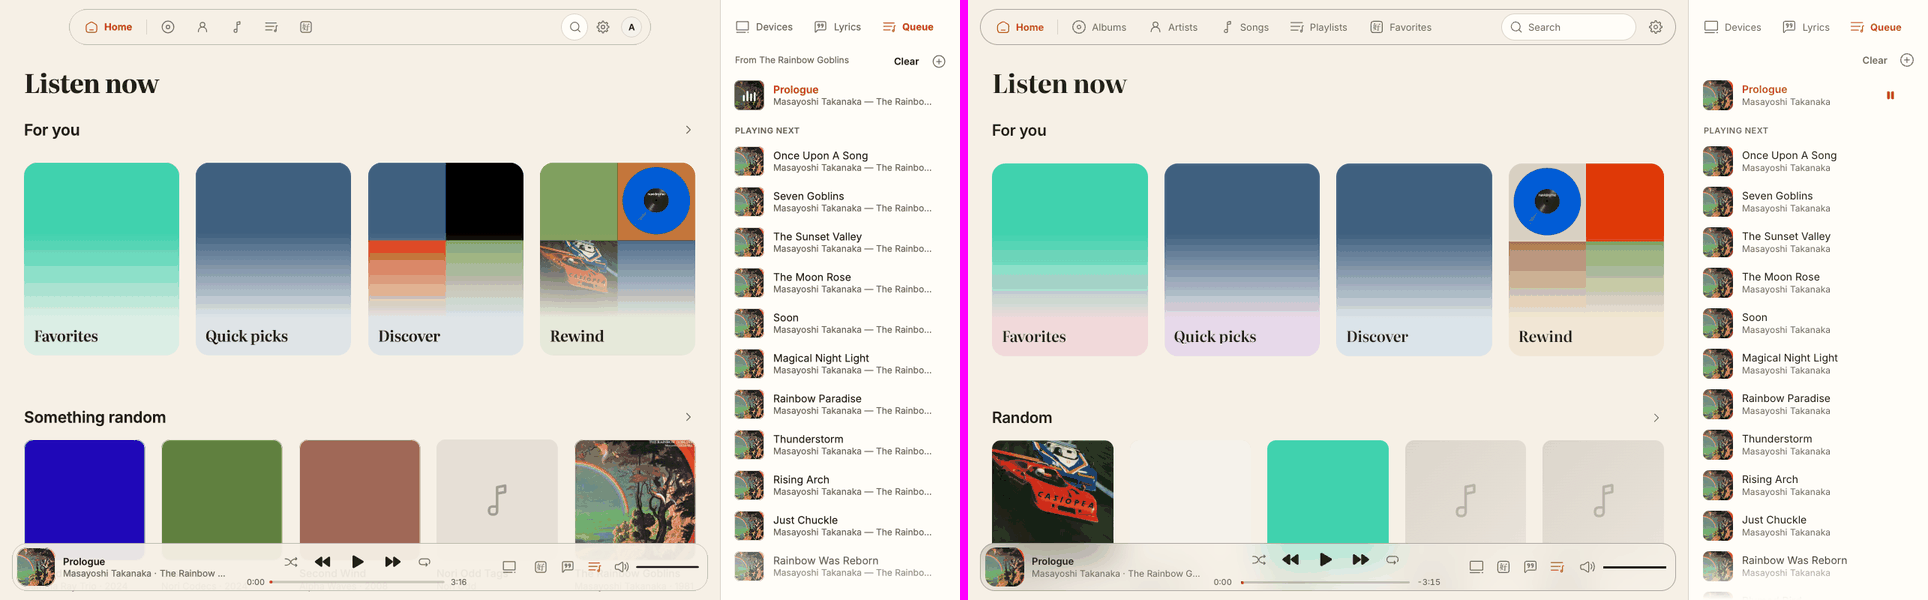 Home
A
Devices
Lyrics
Queue
From The Rainbow Goblins
Clear
Listen now
For you
Prologue
Masayoshi Takanaka — The Rainbo...
PLAYING NEXT
Once Upon A Song
Masayoshi Takanaka — The Rainbo...
Seven Goblins
Masayoshi Takanaka — The Rainbo...
The Sunset Valley
Masayoshi Takanaka — The Rainbo...
The Moon Rose
Masayoshi Takanaka — The Rainbo...
Soon
Masayoshi Takanaka — The Rainbo...
Magical Night Light
Masayoshi Takanaka — The Rainbo...
Rainbow Paradise
Masayoshi Takanaka — The Rainbo...
Thunderstorm
Masayoshi Takanaka — The Rainbo...
Rising Arch
Masayoshi Takanaka — The Rainbo...
Just Chuckle
Masayoshi Takanaka — The Rainbo...
Rainbow Was Reborn
Masayoshi Takanaka — The Rainbo...
Favorites
Quick picks
Discover
Rewind
Something random
Prologue
Masayoshi Takanaka · The Rainbow ...
0:00
3:16
Home
Albums
Artists
Songs
Playlists
Favorites
Search
Devices
Lyrics
Queue
Clear
Listen now
For you
Favorites
Quick picks
Discover
Rewind
Random
CASIOPEA
Prologue
Masayoshi Takanaka · The Rainbow G...
0:00
-3:15
Prologue
Masayoshi Takanaka
PLAYING NEXT
Once Upon A Song
Masayoshi Takanaka
Seven Goblins
Masayoshi Takanaka
The Sunset Valley
Masayoshi Takanaka
The Moon Rose
Masayoshi Takanaka
Soon
Masayoshi Takanaka
Magical Night Light
Masayoshi Takanaka
Rainbow Paradise
Masayoshi Takanaka
Thunderstorm
Masayoshi Takanaka
Rising Arch
Masayoshi Takanaka
Just Chuckle
Masayoshi Takanaka
Rainbow Was Reborn
Masayoshi Takanaka